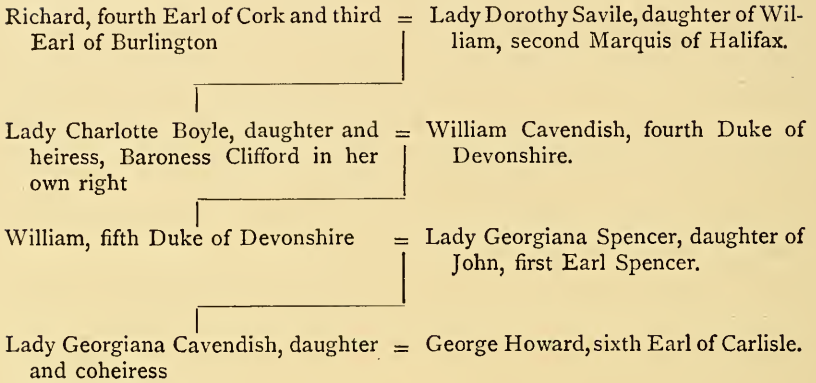 Richard, fourth Earl of Cork and third = Lady Dorothy Savile, daughter of Wil-
Earl of Burlington liam, second Marquis of Halifax.
Lady Charlotte Boyle, daughter and = William Cavendish, fourth Duke of
heiress, Baroness Clifford in her Devonshire.
own right
William, fifth Duke of Devonshire = Lady Georgiana Spencer, daughter of
John, first Earl Spencer.
Lady Georgiana Cavendish, daughter = George Howard, sixth Earl of Carlisle.
and coheiress